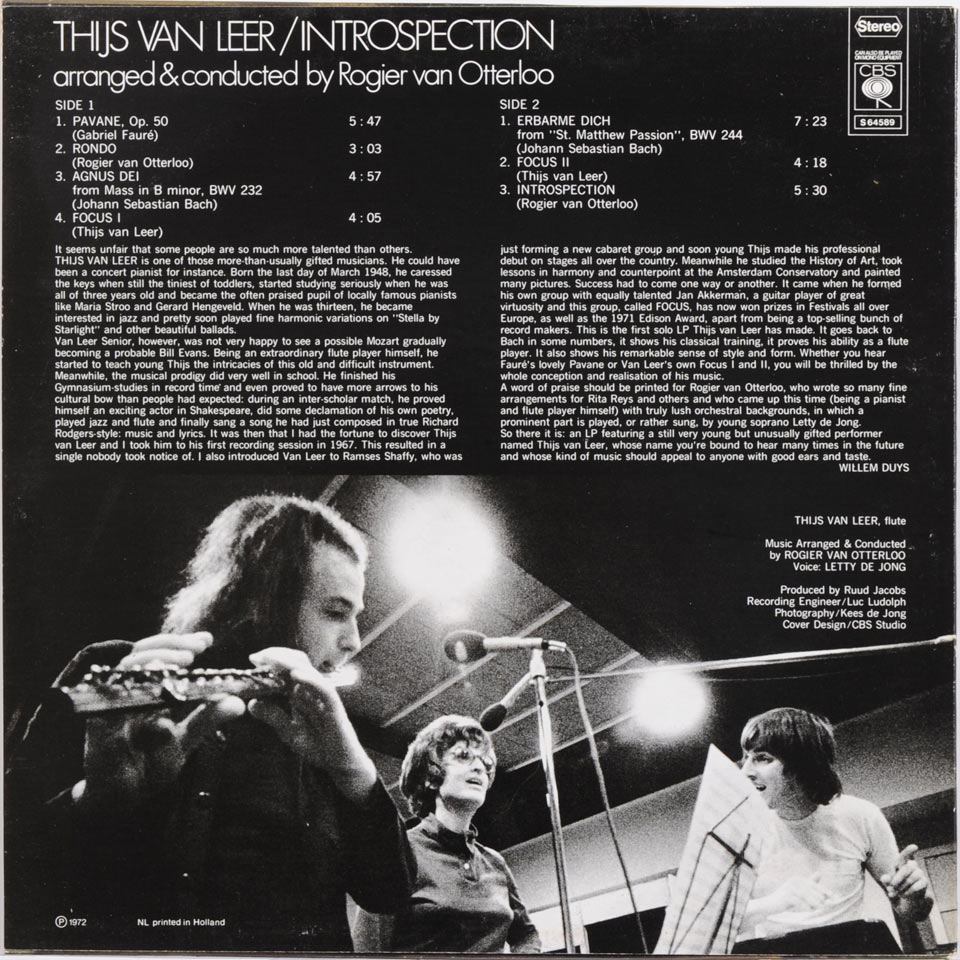 THIJS VAN LEER/INTROSPECTION
arranged & conducted by Rogier van Otterloo
Stereo
CAN ALSO BE PLAYED
ON MONO EQUIPMENT
CBS
S 64589
SIDE 1
1. PAVANE, Op. 50 5:47
(Gabriel Fauré)
2. RONDO 3:03
(Rogier van Otterloo)
3. AGNUS DEI 4:57
from Mass in B minor, BWV 232
(Johann Sebastian Bach)
4. FOCUS I 4:05
(Thijs van Leer)
SIDE 2
1. ERBARME DICH 7:23
from "St. Matthew Passion", BWV 244
(Johann Sebastian Bach)
2. FOCUS II 4:18
(Thijs van Leer)
3. INTROSPECTION 5:30
(Rogier van Otterloo)
It seems unfair that some people are so much more talented than others.
THIJS VAN LEER is one of those more-than-usually gifted musicians. He could have
been a concert pianist for instance. Born the last day of March 1948, he caressed
the keys when still the tiniest of toddlers, started studying seriously when he was
all of three years old and became the often praised pupil of locally famous pianists
like Maria Stroo and Gerard Hengeveld. When he was thirteen, he became
interested in jazz and pretty soon played fine harmonic variations on "Stella by
Starlight" and other beautiful ballads.
Van Leer Senior, however, was not very happy to see a possible Mozart gradually
becoming a probable Bill Evans. Being an extraordinary flute player himself, he
started to teach young Thijs the intricacies of this old and difficult instrument.
Meanwhile, the musical prodigy did very well in school. He finished his
Gymnasium-studies in record time and even proved to have more arrows to his
cultural bow than people had expected: during an inter-scholar match, he proved
himself an exciting actor in Shakespeare, did some declamation of his own poetry,
played jazz and flute and finally sang a song he had just composed in true Richard
Rodgers-style: music and lyrics. It was then that I had the fortune to discover Thijs
van Leer and I took him to his first recording session in 1967. This resulted in a
single nobody took notice of. I also introduced Van Leer to Ramses Shaffy, who was
just forming a new cabaret group and soon young Thijs made his professional
debut on stages all over the country. Meanwhile he studied the History of Art, took
lessons in harmony and counterpoint at the Amsterdam Conservatory and painted
many pictures. Success had to come one way or another. It came when he formed
his own group with equally talented Jan Akkerman, a guitar player of great
virtuosity and this group, called FOCUS, has now won prizes in Festivals all over
Europe, as well as the 1971 Edison Award, apart from being a top-selling bunch of
record makers. This is the first solo LP Thijs van Leer has made. It goes back to
Bach in some numbers, it shows his classical training, it proves his ability as a flute
player. It also shows his remarkable sense of style and form. Whether you hear
Fauré's lovely Pavane or Van Leer's own Focus I and II, you will be thrilled by the
whole conception and realisation of his music.
A word of praise should be printed for Rogier van Otterloo, who wrote so many fine
arrangements for Rita Reys and others and who came up this time (being a pianist
and flute player himself) with truly lush orchestral backgrounds, in which a
prominent part is played, or rather sung, by young soprano Letty de Jong.
So there it is: an LP featuring a still very young but unusually gifted performer
named Thijs van Leer, whose name you're bound to hear many times in the future
and whose kind of music should appeal to anyone with good ears and taste.
WILLEM DUYS
THIJS VAN LEER, flute
Music Arranged & Conducted
by ROGIER VAN OTTERLOO
Voice: LETTY DE JONG
Produced by Ruud Jacobs
Recording Engineer/Luc Ludolph
Photography/Kees de Jong
Cover Design/CBS Studio
Ⓟ 1972 NL printed in Holland